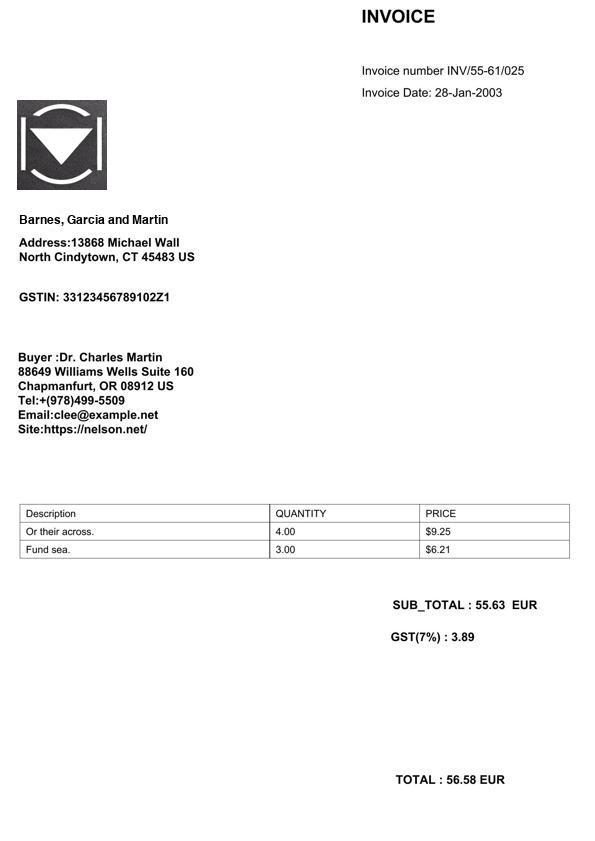 INVOICE
Invoice number INV/55-61/025
Invoice Date: 28-Jan-2003
Barnes, Garcia and Martin
Address:13868 Michael Wall
North Cindytown, CT 45483 US
GSTIN: 33123456789102Z1
Buyer :Dr. Charles Martin
88649 Williams Wells Suite 160
Chapmanfurt, OR 08912 US
Tel:+(978)499-5509
Email:clee@example.net
Site:https://nelson.net/
Description QUANTITY PRICE
Or their across. 4.00 $9.25
Fund sea. 3.00 $6.21
SUB_TOTAL : 55.63 EUR
GST(7%) : 3.89
TOTAL : 56.58 EUR